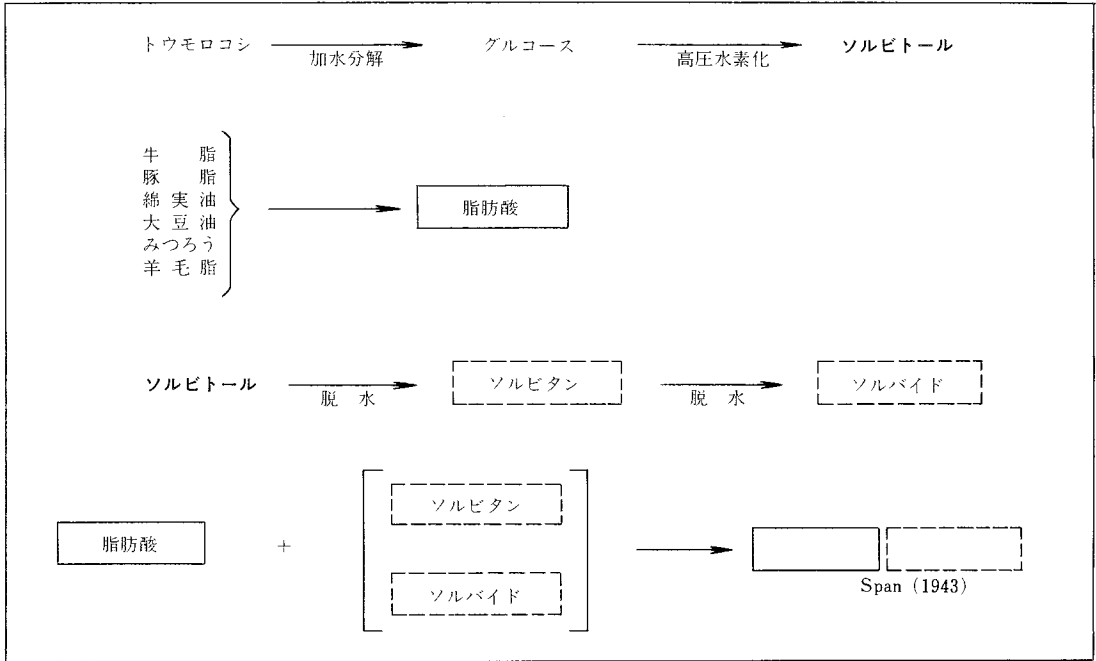 トウモロコシ 加水分解 グルコース 高圧水素化 ソルビトール
牛脂
豚脂
綿実油
大豆油
みつろう
羊毛脂
脂肪酸
ソルビトール 脱水 ソルビタン 脱水 ソルバイド
脂肪酸 + ソルビタン
ソルバイド
Span (1943)